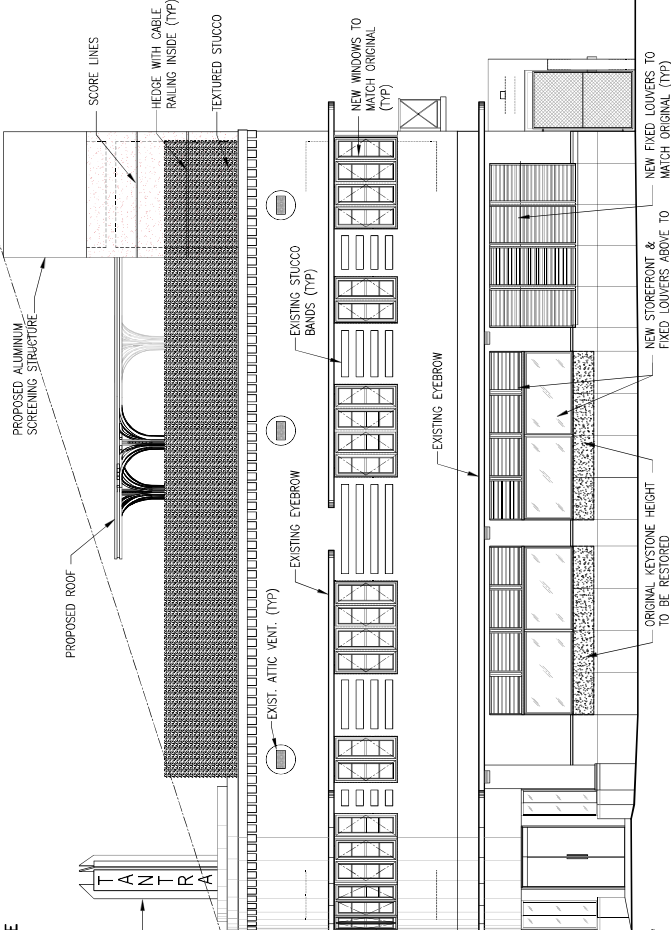 SCORE LINES
HEDGE WITH CABLE
RAILING INSIDE (TYP)
TEXTURED STUCCO
NEW WINDOWS TO
MATCH ORIGINAL
(TYP)
NEW FIXED LOUVERS TO
MATCH ORIGINAL (TYP)
PROPOSED ALUMINUM
SCREENING STRUCTURE
EXISTING STUCCO
BANDS (TYP)
EXISTING EYEBROW
NEW STOREFRONT &
FIXED LOUVERS ABOVE TO
PROPOSED ROOF
EXISTING EYEBROW
EXIST. ATTIC VENT. (TYP)
ORIGINAL KEYSTONE HEIGHT
TO BE RESTORED
TANTRA
E